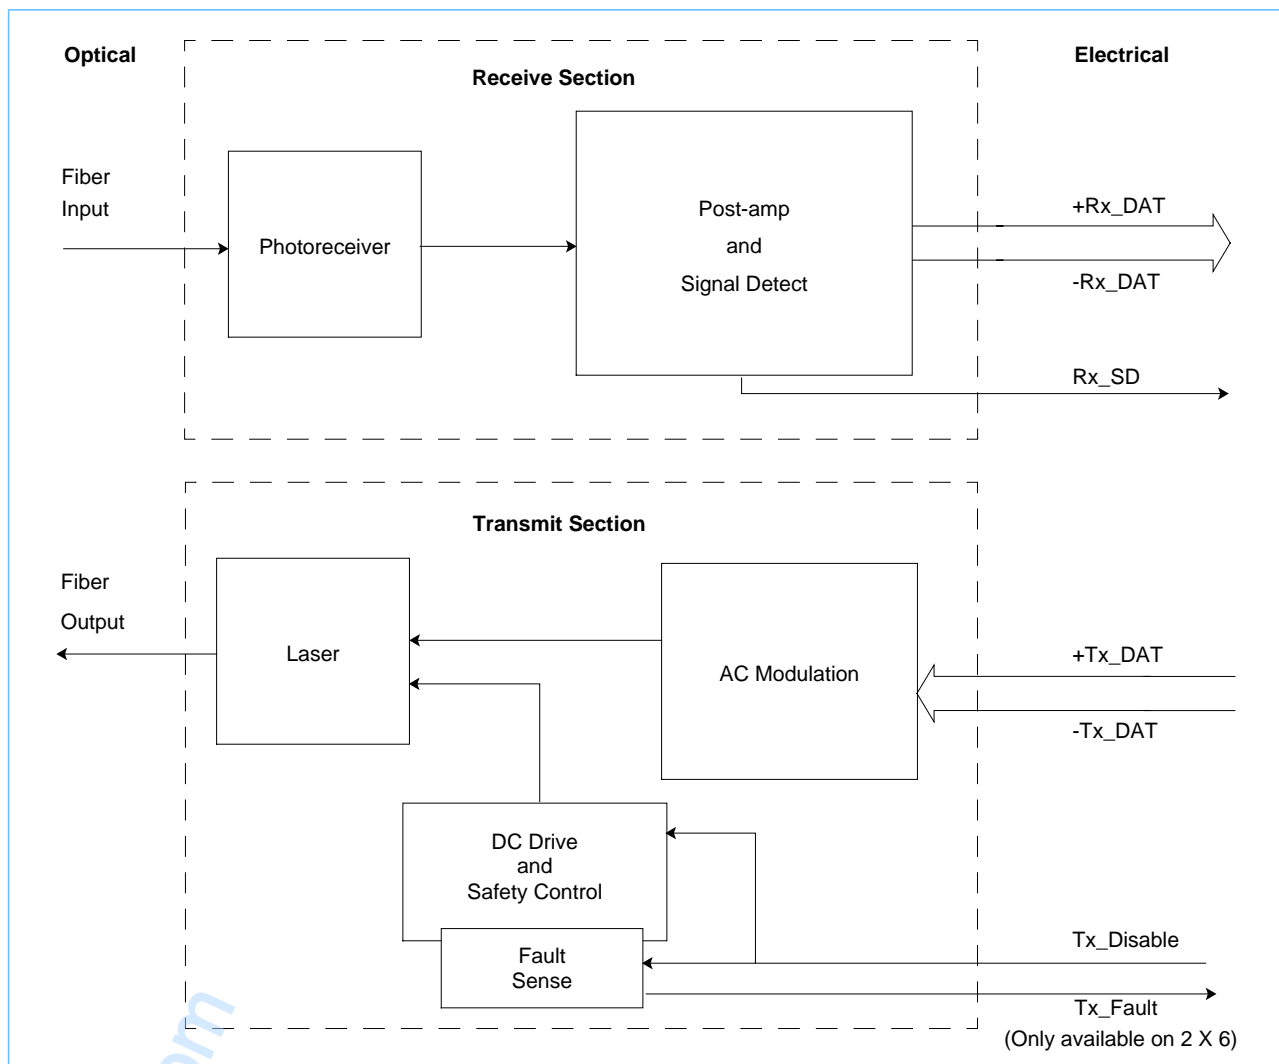 Optical
Receive Section
Electrical
Fiber
Input
Photoreceiver
Post-amp
and
Signal Detect
+Rx_DAT
-Rx_DAT
Rx_SD
Transmit Section
Fiber
Output
Laser
AC Modulation
+Tx_DAT
-Tx_DAT
DC Drive
and
Safety Control
Fault
Sense
Tx_Disable
Tx_Fault
(Only available on 2 X 6)
om